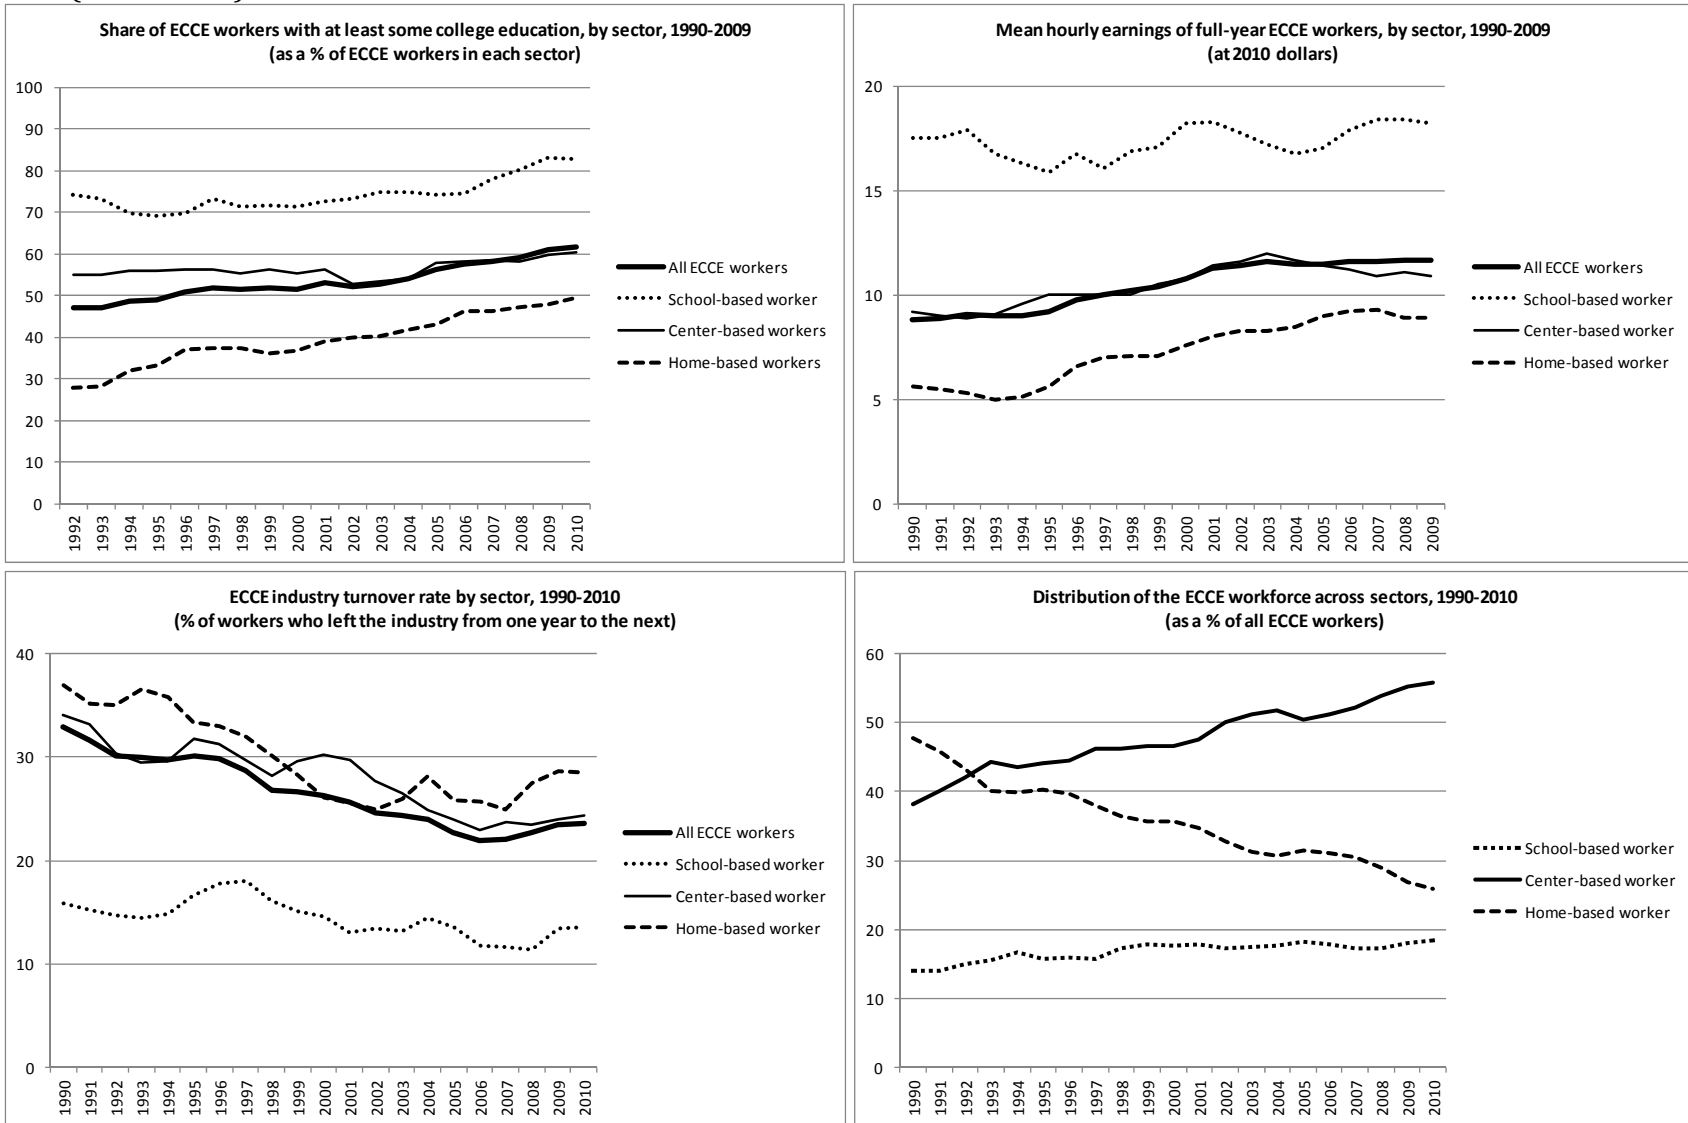 Share of ECCE workers with at least some college education, by sector, 1990-2009
(as a % of ECCE workers in each sector)
100
90
80
70
60
50
40
30
20
10
0
1992 1993 1994 1995 1996 1997 1998 1999 2000 2001 2002 2003 2004 2005 2006 2007 2008 2009 2010
All ECCE workers
School-based worker
Center-based workers
Home-based workers
Mean hourly earnings of full-year ECCE workers, by sector, 1990-2009
(at 2010 dollars)
20
15
10
5
0
1990 1991 1992 1993 1994 1995 1996 1997 1998 1999 2000 2001 2002 2003 2004 2005 2006 2007 2008 2009
All ECCE workers
School-based worker
Center-based worker
Home-based worker
ECCE industry turnover rate by sector, 1990-2010
(% of workers who left the industry from one year to the next)
40
30
20
10
0
1990 1991 1992 1993 1994 1995 1996 1997 1998 1999 2000 2001 2002 2003 2004 2005 2006 2007 2008 2009 2010
All ECCE workers
School-based worker
Center-based worker
Home-based worker
Distribution of the ECCE workforce across sectors, 1990-2010
(as a % of all ECCE workers)
60
50
40
30
20
10
0
1990 1991 1992 1993 1994 1995 1996 1997 1998 1999 2000 2001 2002 2003 2004 2005 2006 2007 2008 2009 2010
School-based worker
Center-based worker
Home-based worker